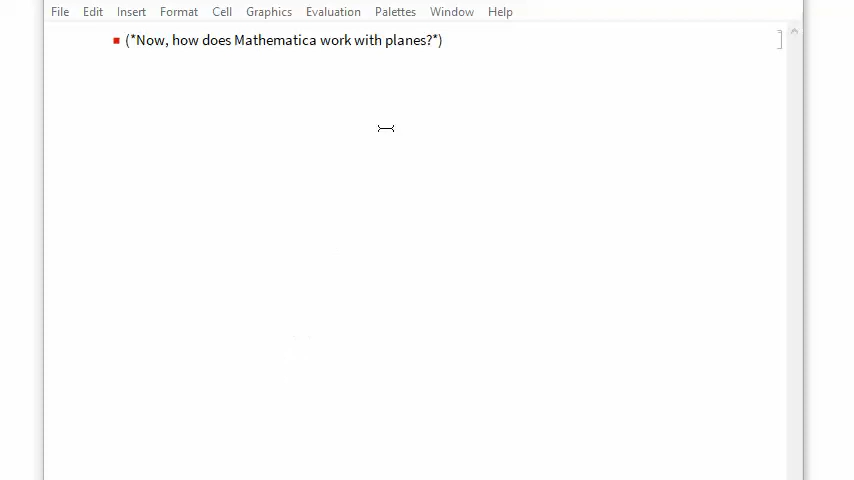 File Edit Insert Format Cell Graphics Evaluation Palettes Window Help
(*Now, how does Mathematica work with planes?*)